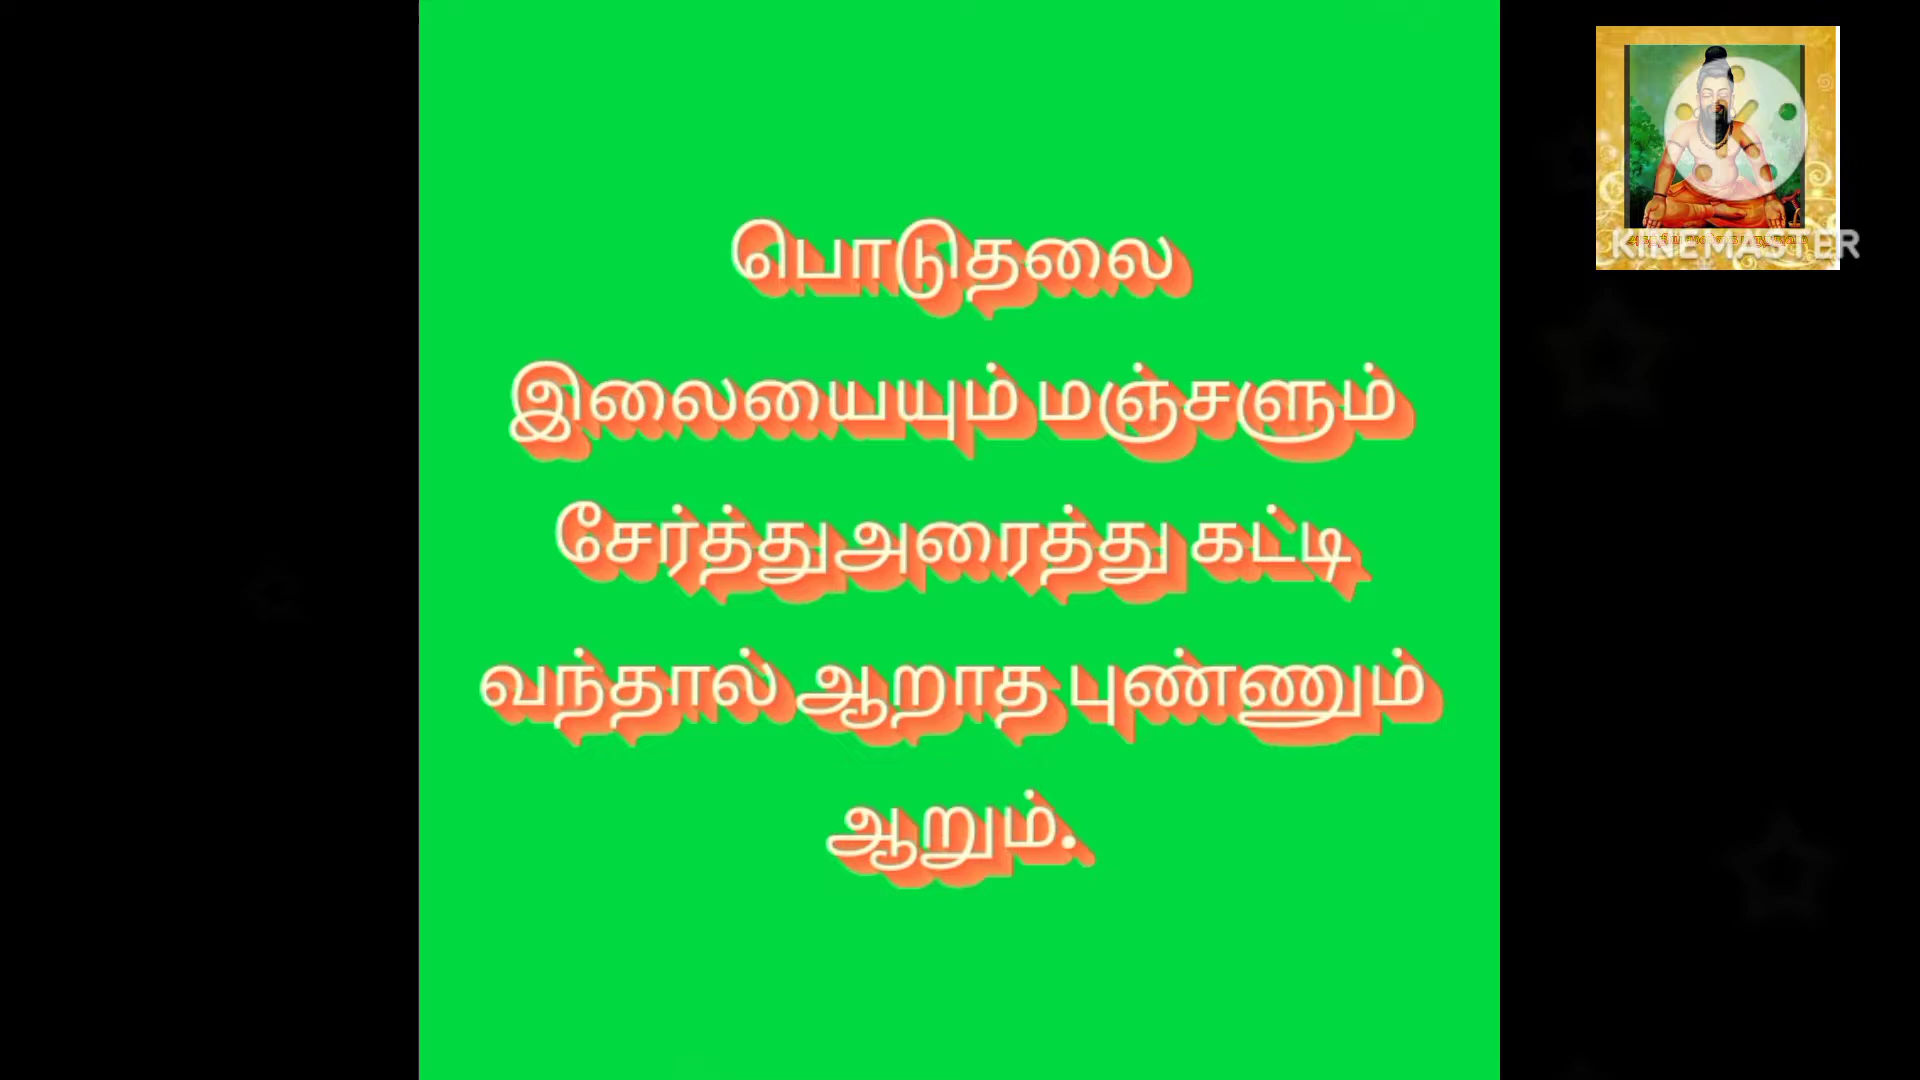 பொடுதலை
இலையையும் மஞ்சளும்
சேர்த்துஅரைத்து கட்டி
வந்தால் ஆறாத புண்ணும்
ஆறும்.
KINEMASTER